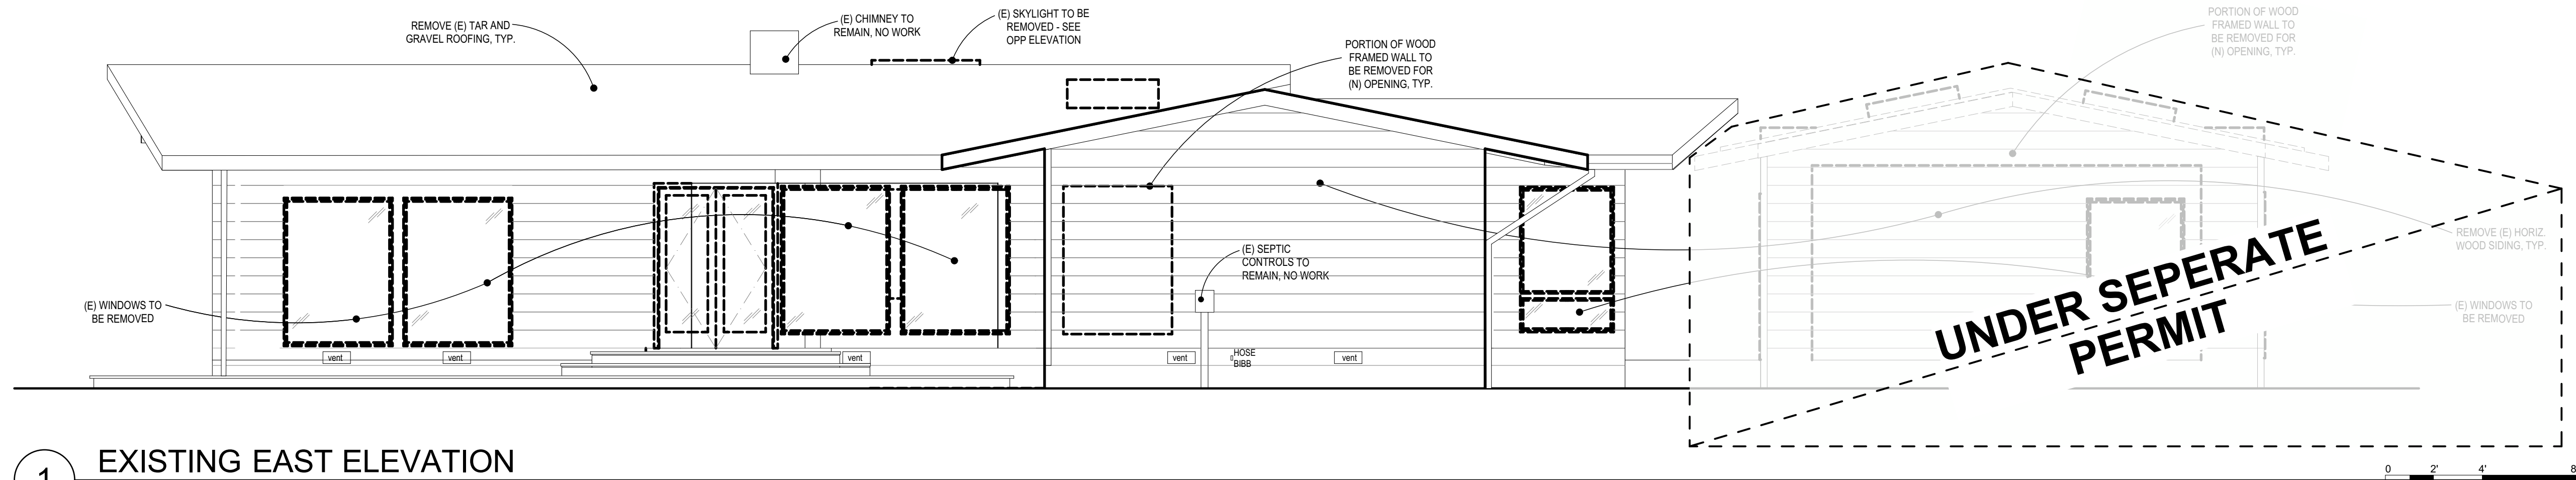 REMOVE (E) TAR AND
GRAVEL ROOFING, TYP.
(E) CHIMNEY TO
REMAIN, NO WORK
(E) SKYLIGHT TO BE
REMOVED - SEE
OPP ELEVATION
PORTION OF WOOD
FRAMED WALL TO
BE REMOVED FOR
(N) OPENING, TYP.
PORTION OF WOOD
FRAMED WALL TO
BE REMOVED FOR
(N) OPENING, TYP.
(E) WINDOWS TO
BE REMOVED
(E) SEPTIC
CONTROLS TO
REMAIN, NO WORK
REMOVE (E) HORIZ.
WOOD SIDING, TYP.
(E) WINDOWS TO
BE REMOVED
UNDER SEPERATE
PERMIT
vent
vent
vent
vent
HOSE
BIBB
vent
1
EXISTING EAST ELEVATION
0 2' 4' 8